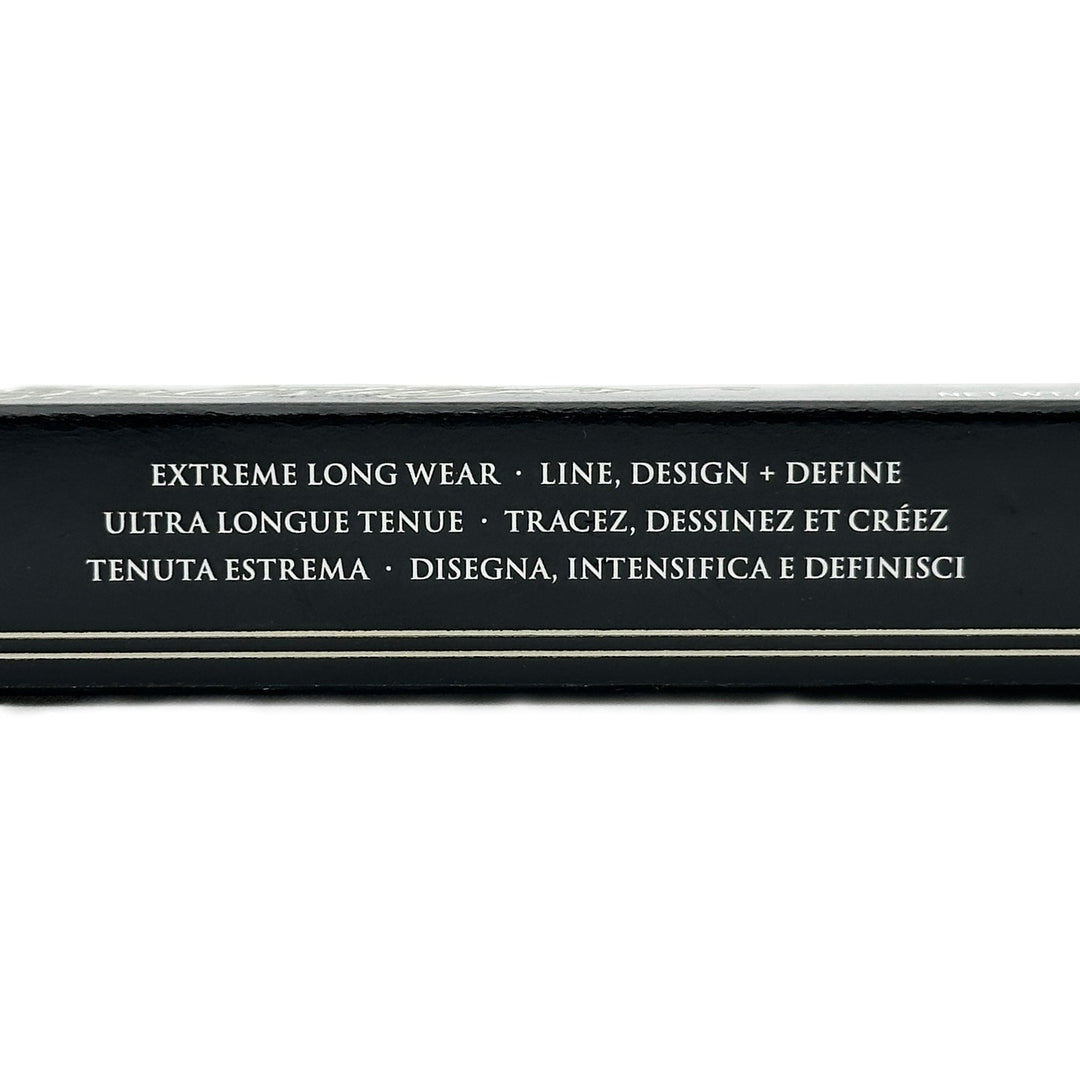 EXTREME LONG WEAR · LINE, DESIGN + DEFINE
ULTRA LONGUE TENUE · TRACEZ, DESSINEZ ET CRÉEZ
TENUTA ESTREMA · DISEGNA, INTENSIFICA E DEFINISCI